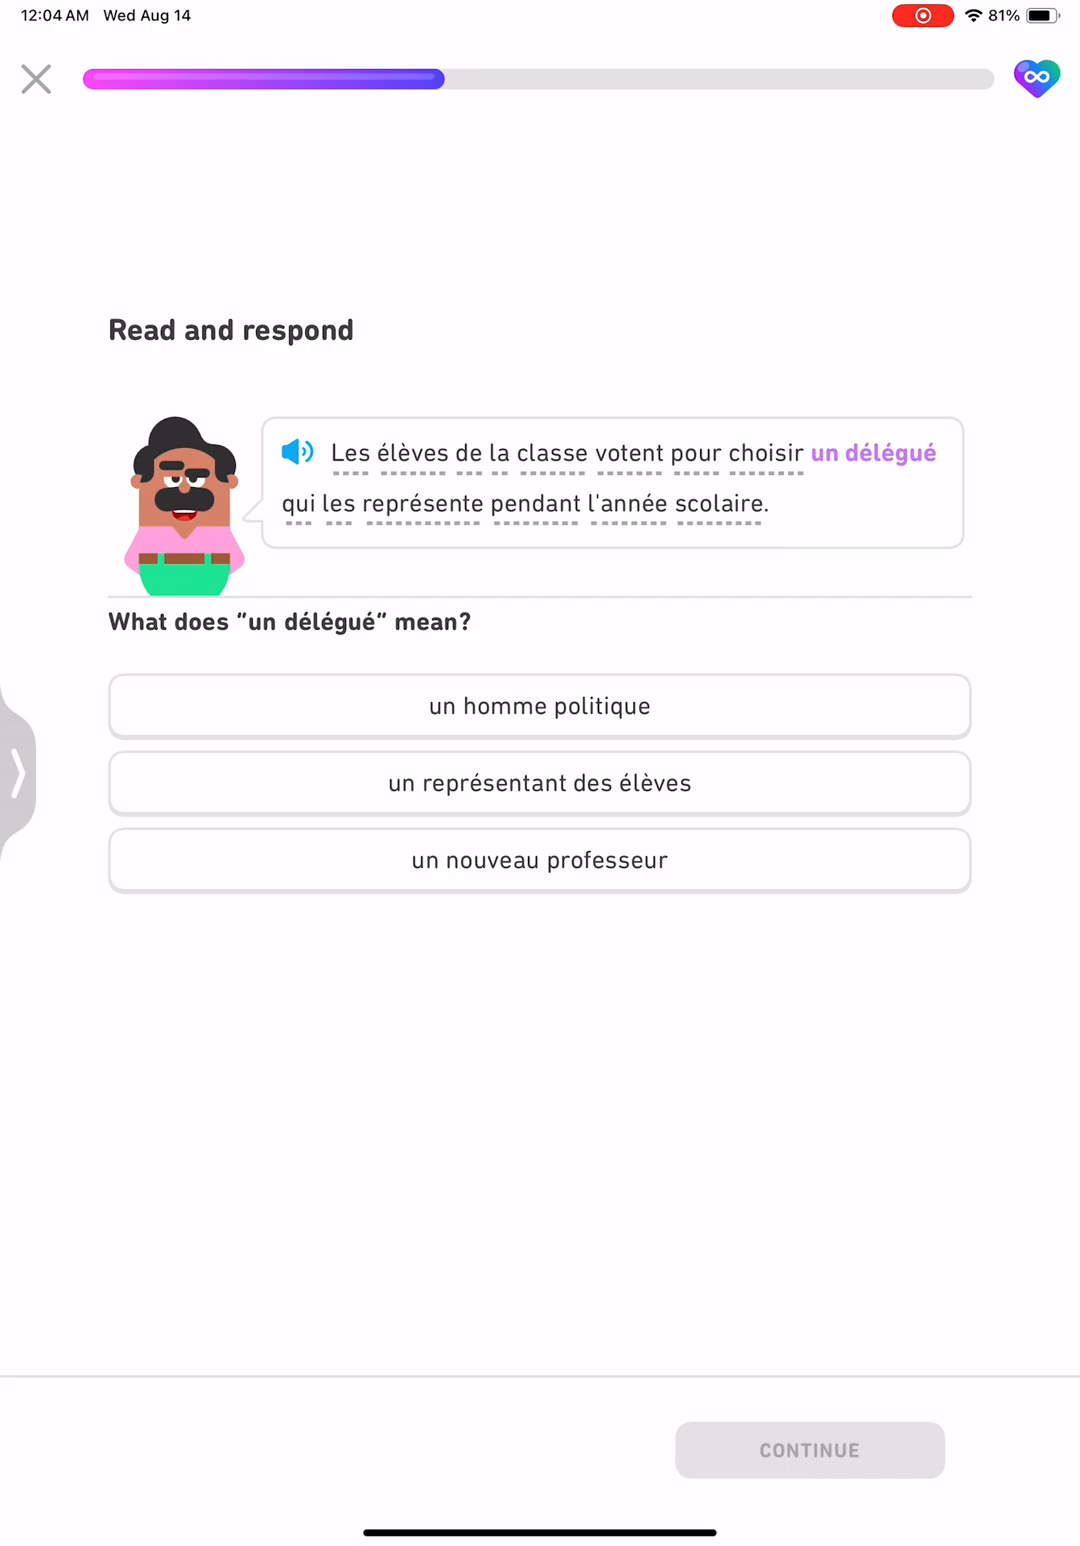 12:04 AM Wed Aug 14
81%
Read and respond
Les élèves de la classe votent pour choisir un délégué
qui les représente pendant l'année scolaire.
What does “un délégué” mean?
un homme politique
un représentant des élèves
un nouveau professeur
CONTINUE